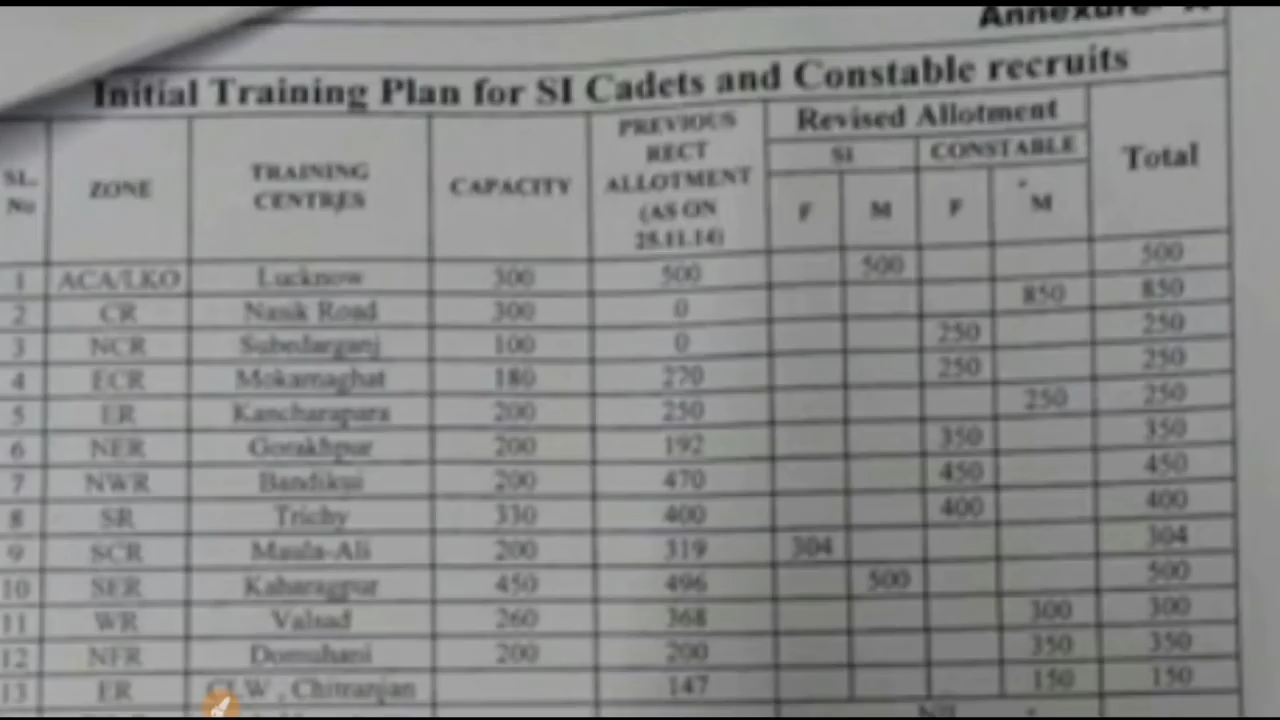 Annexure
Initial Training Plan for SI Cadets and Constable recruits
SL. No ZONE TRAINING CENTRES CAPACITY PREVIOUS RECT ALLOTMENT (AS ON 25.11.14) Revised Allotment Total
SI CONSTABLE
F M F M
1 ACA/LKO Lucknow 300 500 500 500
2 CR Nasik Road 300 0 850 850
3 NCR Subedarganj 100 0 250 250
4 ECR Mokamaghat 180 270 250 250
5 ER Kancharapara 200 250 250 250
6 NER Gorakhpur 200 192 350 350
7 NWR Bandikui 200 470 450 450
8 SR Trichy 330 400 400 400
9 SCR Maula-Ali 200 319 304 304
10 SER Kaharagpur 450 496 500 500
11 WR Valsad 260 368 300 300
12 NFR Domuhani 200 200 350 350
13 ER CLW , Chitranjan 147 150 150